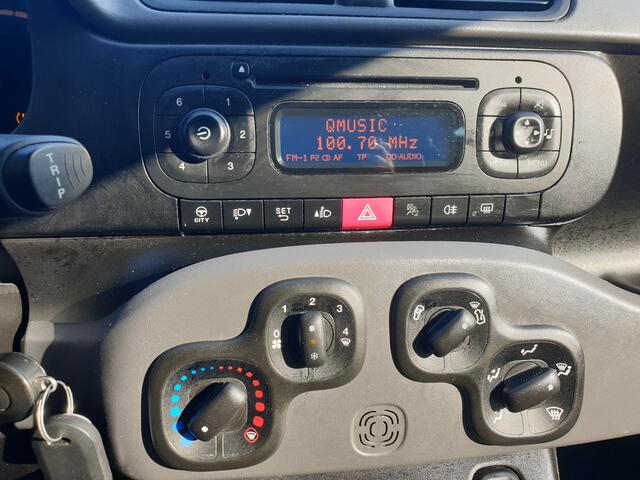 6 1
5 2
4 3
QMUSIC
100.70 MHz
FM-1 P2 CD AF TP CD-AUDIO
MENU
TRIP
CITY
SET
0 1 2 3 4